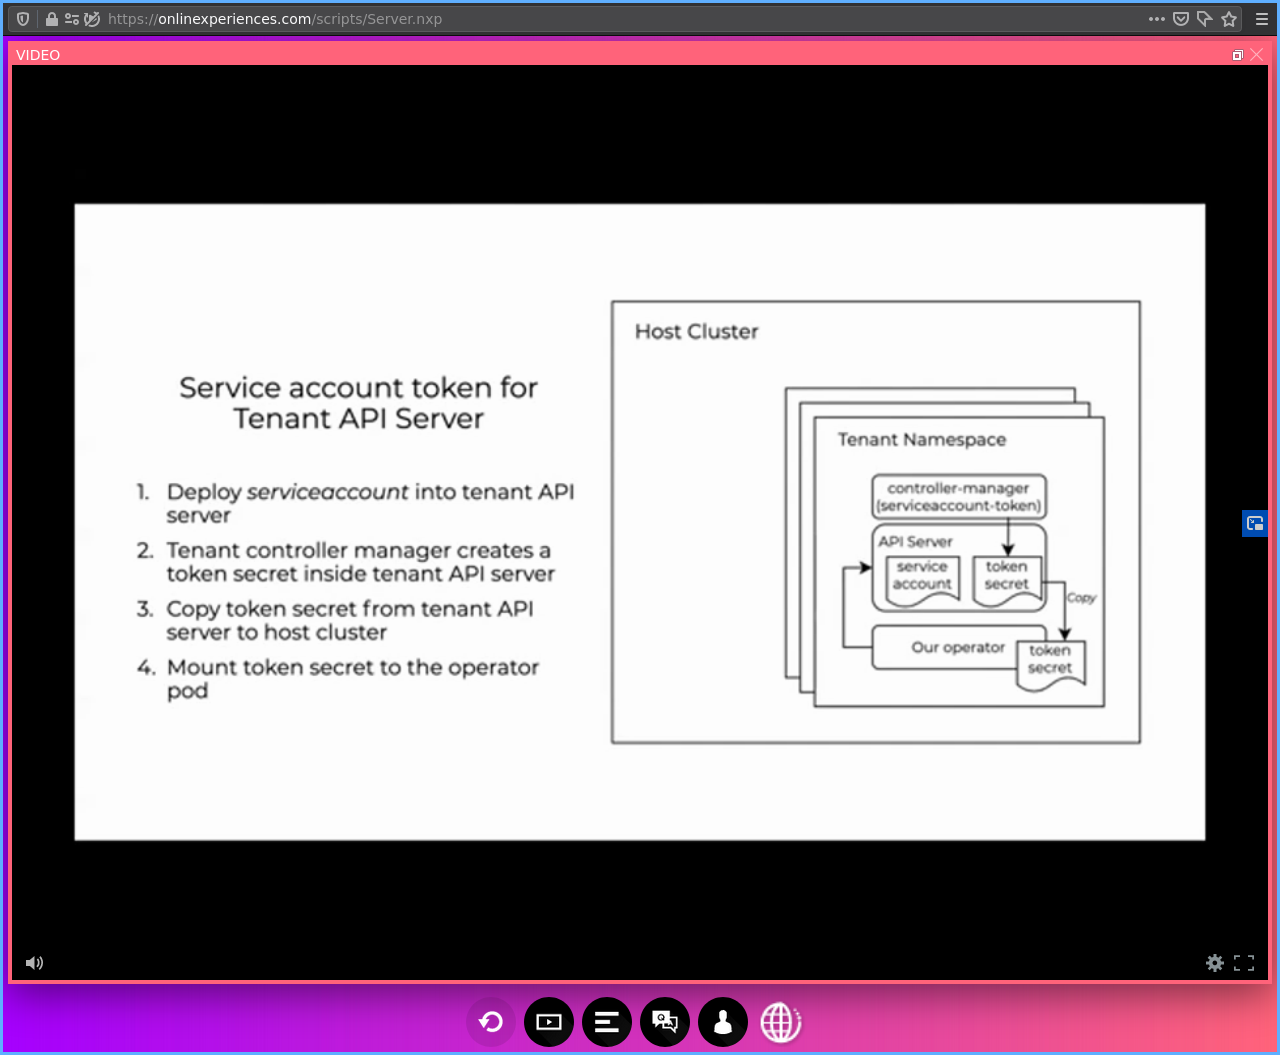 https://onlinexperiences.com/scripts/Server.nxp
VIDEO
Service account token for
Tenant API Server
1. Deploy serviceaccount into tenant API
server
2. Tenant controller manager creates a
token secret inside tenant API server
3. Copy token secret from tenant API
server to host cluster
4. Mount token secret to the operator
pod
Host Cluster
Tenant Namespace
controller-manager
(serviceaccount-token)
API Server
service
account
token
secret
Copy
Our operator
token
secret